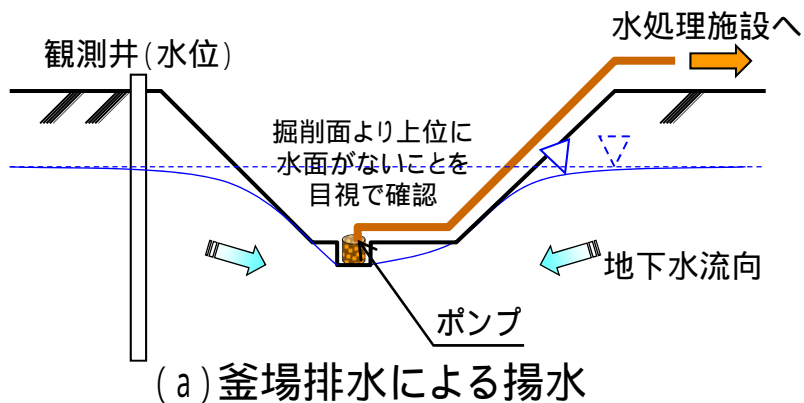 水処理施設へ
観測井(水位)
掘削面より上位に
水面がないことを
目視で確認
地下水流向
ポンプ
(a)釜場排水による揚水